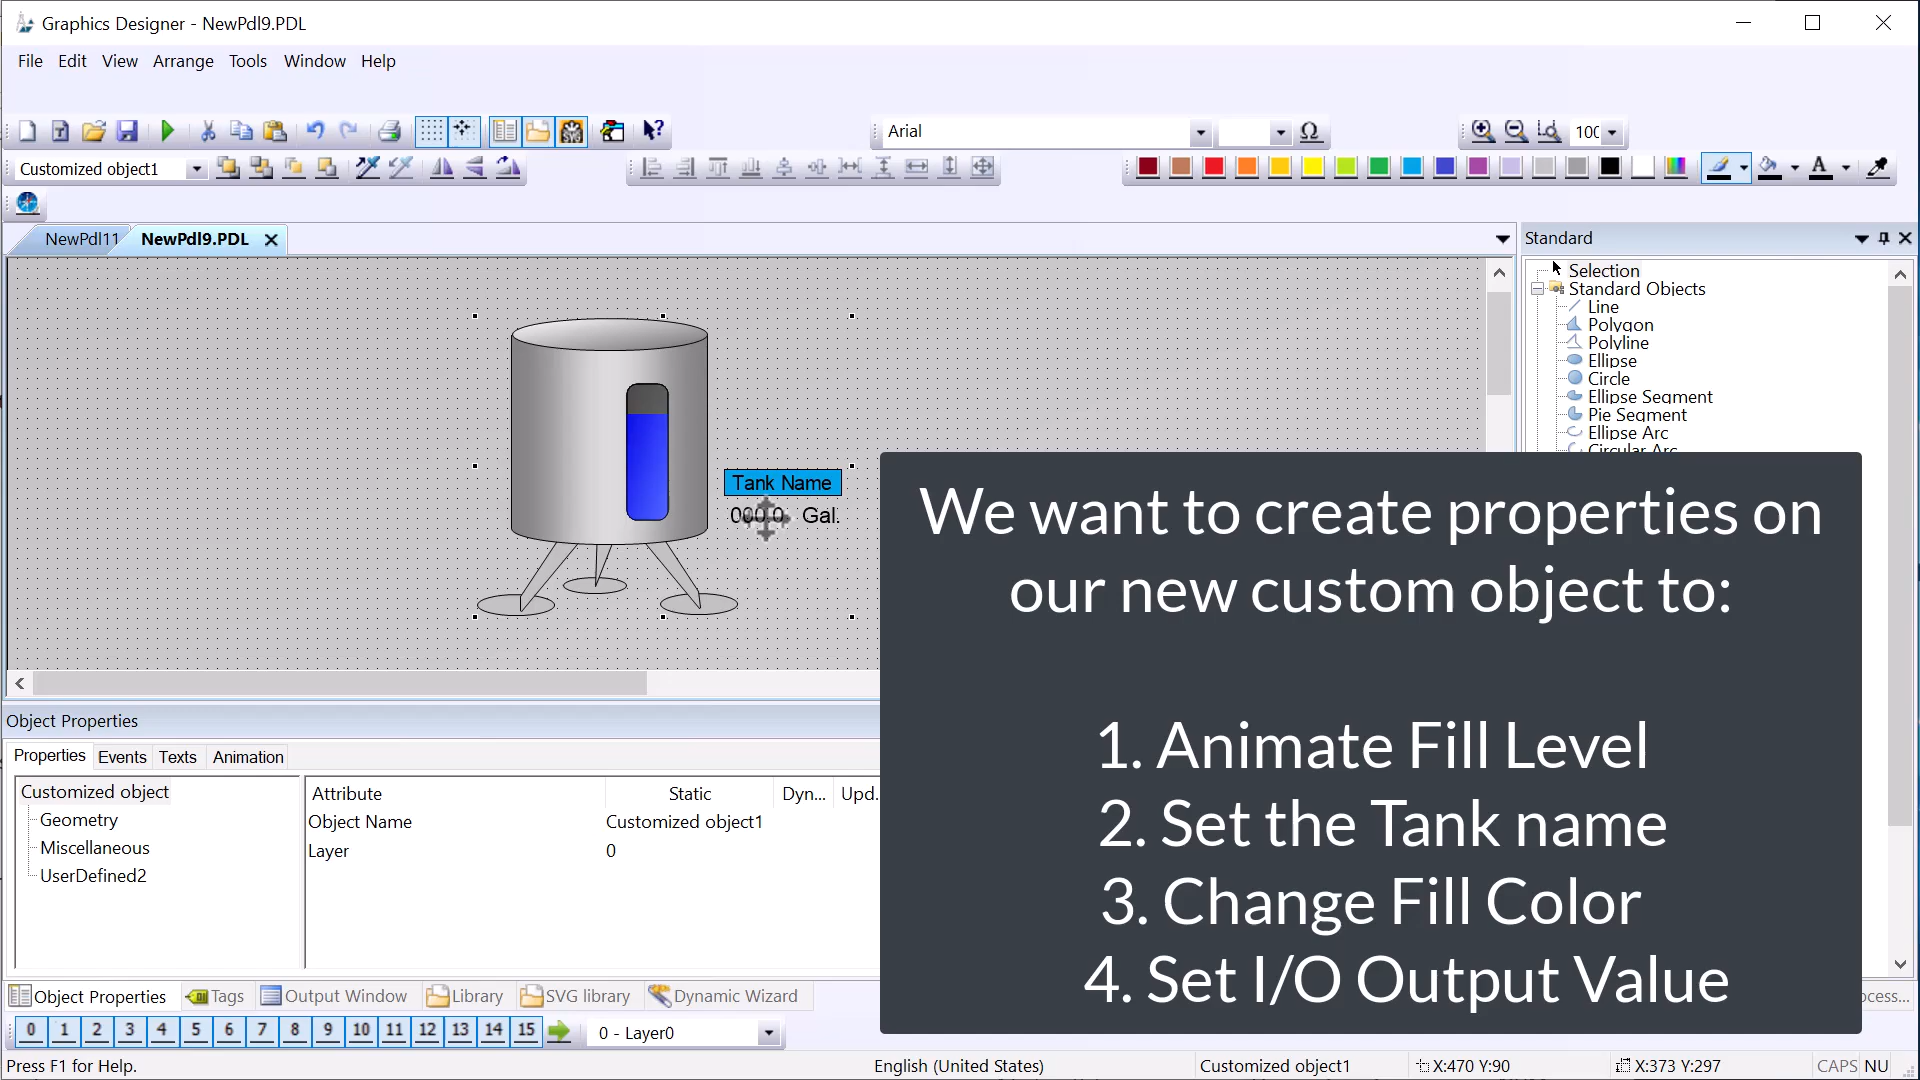 Graphics Designer - NewPdl9.PDL
File Edit View Arrange Tools Window Help
Arial
Customized object1
NewPdl11 NewPdl9.PDL
Standard
Selection
Standard Objects
Line
Polygon
Polyline
Ellipse
Circle
Ellipse Segment
Pie Segment
Ellipse Arc
Circular Arc
Tank Name
000.0 Gal.
We want to create properties on
our new custom object to:
1. Animate Fill Level
2. Set the Tank name
3. Change Fill Color
4. Set I/O Output Value
Object Properties
Properties Events Texts Animation
Customized object
Geometry
Miscellaneous
UserDefined2
Attribute Static Dyn... Upd.
Object Name Customized object1
Layer 0
Object Properties Tags Output Window Library SVG library Dynamic Wizard
0 1 2 3 4 5 6 7 8 9 10 11 12 13 14 15 0 - Layer0
Press F1 for Help. English (United States) Customized object1 X:470 Y:90 X:373 Y:297 CAPS NU